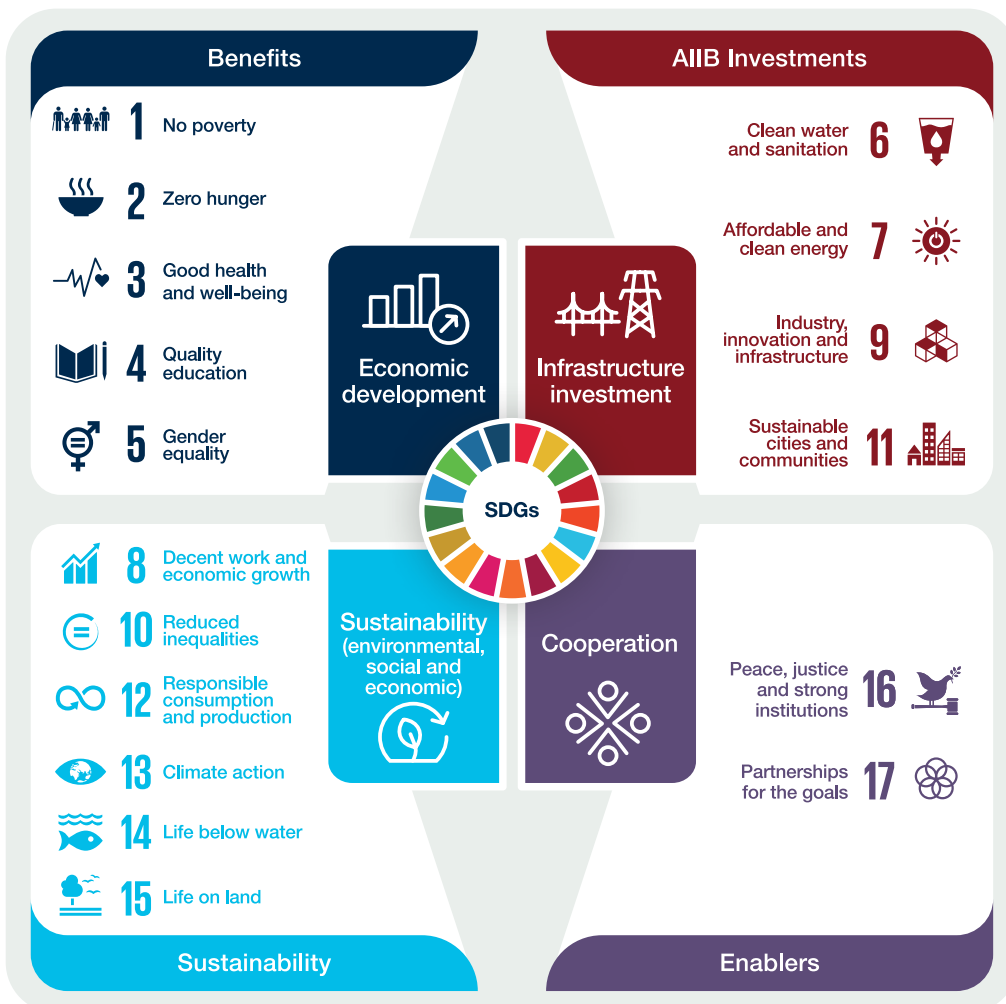 Benefits
1 No poverty
2 Zero hunger
3 Good health
and well-being
4 Quality
education
5 Gender
equality
Economic
development
AIIB Investments
Clean water
and sanitation 6
Affordable and
clean energy 7
Industry,
innovation and
infrastructure 9
Sustainable
cities and
communities 11
Infrastructure
investment
SDGs
8 Decent work and
economic growth
10 Reduced
inequalities
12 Responsible
consumption
and production
13 Climate action
14 Life below water
15 Life on land
Sustainability
(environmental,
social and
economic)
Sustainability
Cooperation
Peace, justice
and strong
institutions 16
Partnerships
for the goals 17
Enablers